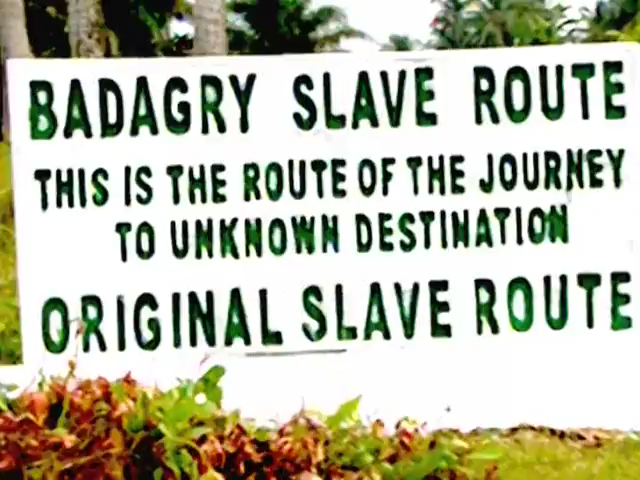 BADAGRY SLAVE ROUTE
THIS IS THE ROUTE OF THE JOURNEY
TO UNKNOWN DESTINATION
ORIGINAL SLAVE ROUTE